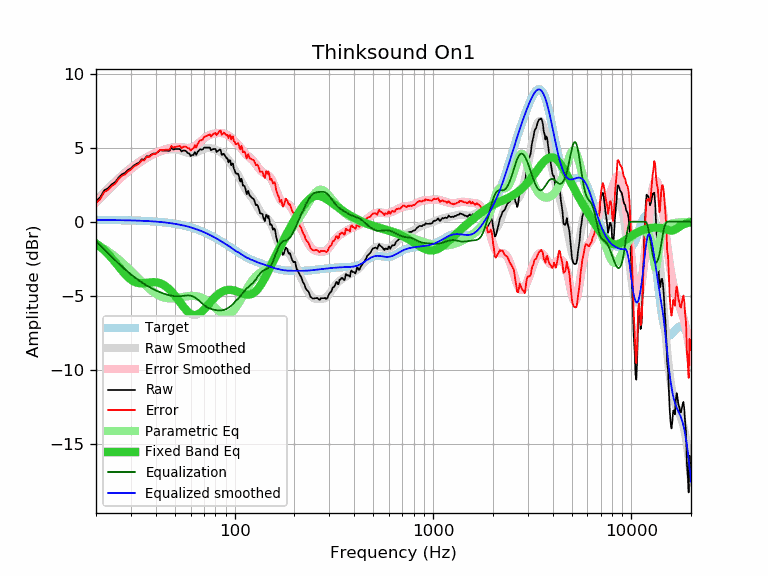 Thinksound On1
10
5
0
−5
−10
−15
Amplitude (dBr)
Target
Raw Smoothed
Error Smoothed
Raw
Error
Parametric Eq
Fixed Band Eq
Equalization
Equalized smoothed
100
1000
10000
Frequency (Hz)